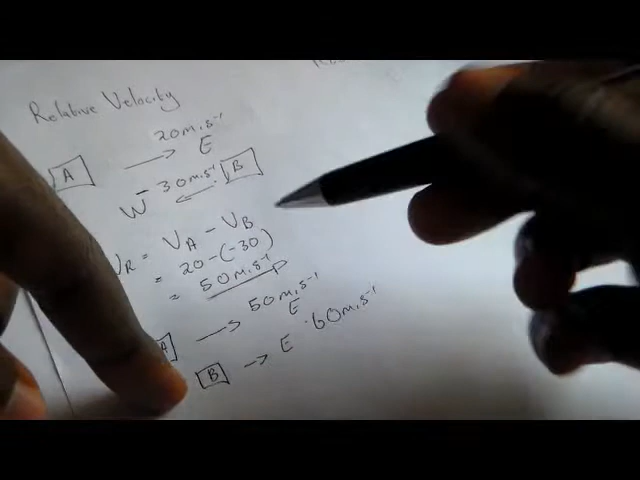 Relative Velocity
20m.s⁻¹
A → E
W -30m.s⁻¹ ← B
VR = VA - VB
= 20-(-30)
= 50m.s⁻¹
A → 50m.s⁻¹ E
B → E 60m.s⁻¹